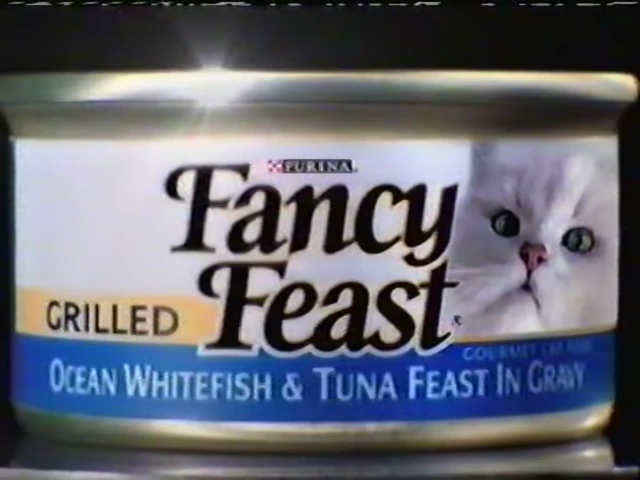 PURINA
Fancy
Feast
GRILLED
GOURMET CAT FOOD
OCEAN WHITEFISH & TUNA FEAST IN GRAVY